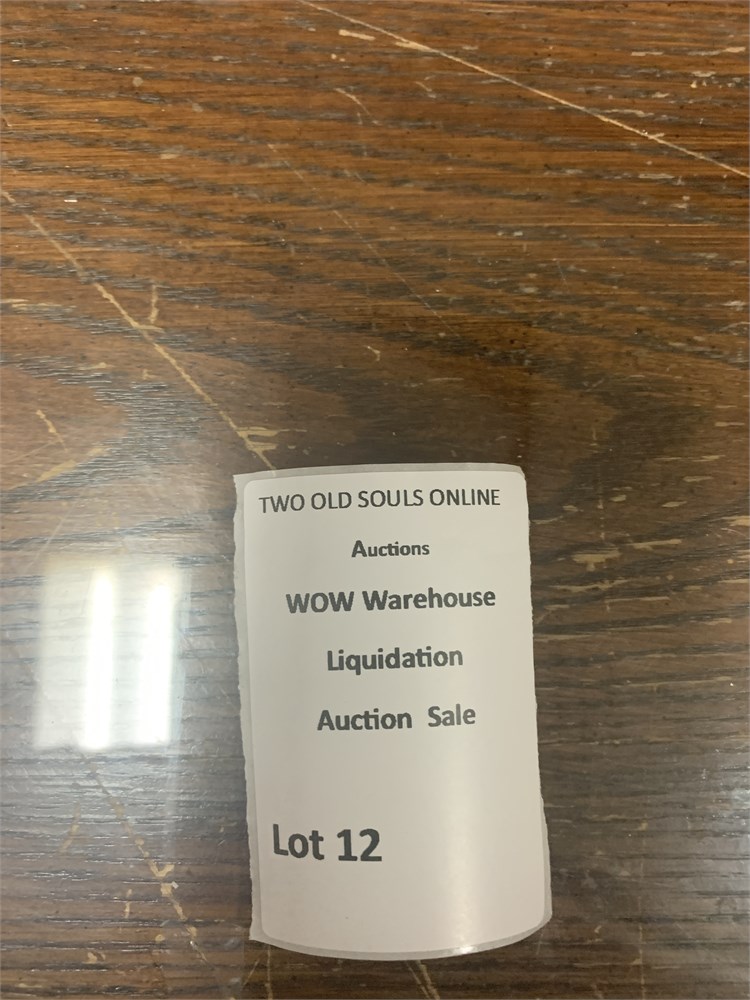 TWO OLD SOULS ONLINE
Auctions
WOW Warehouse
Liquidation
Auction Sale
Lot 12